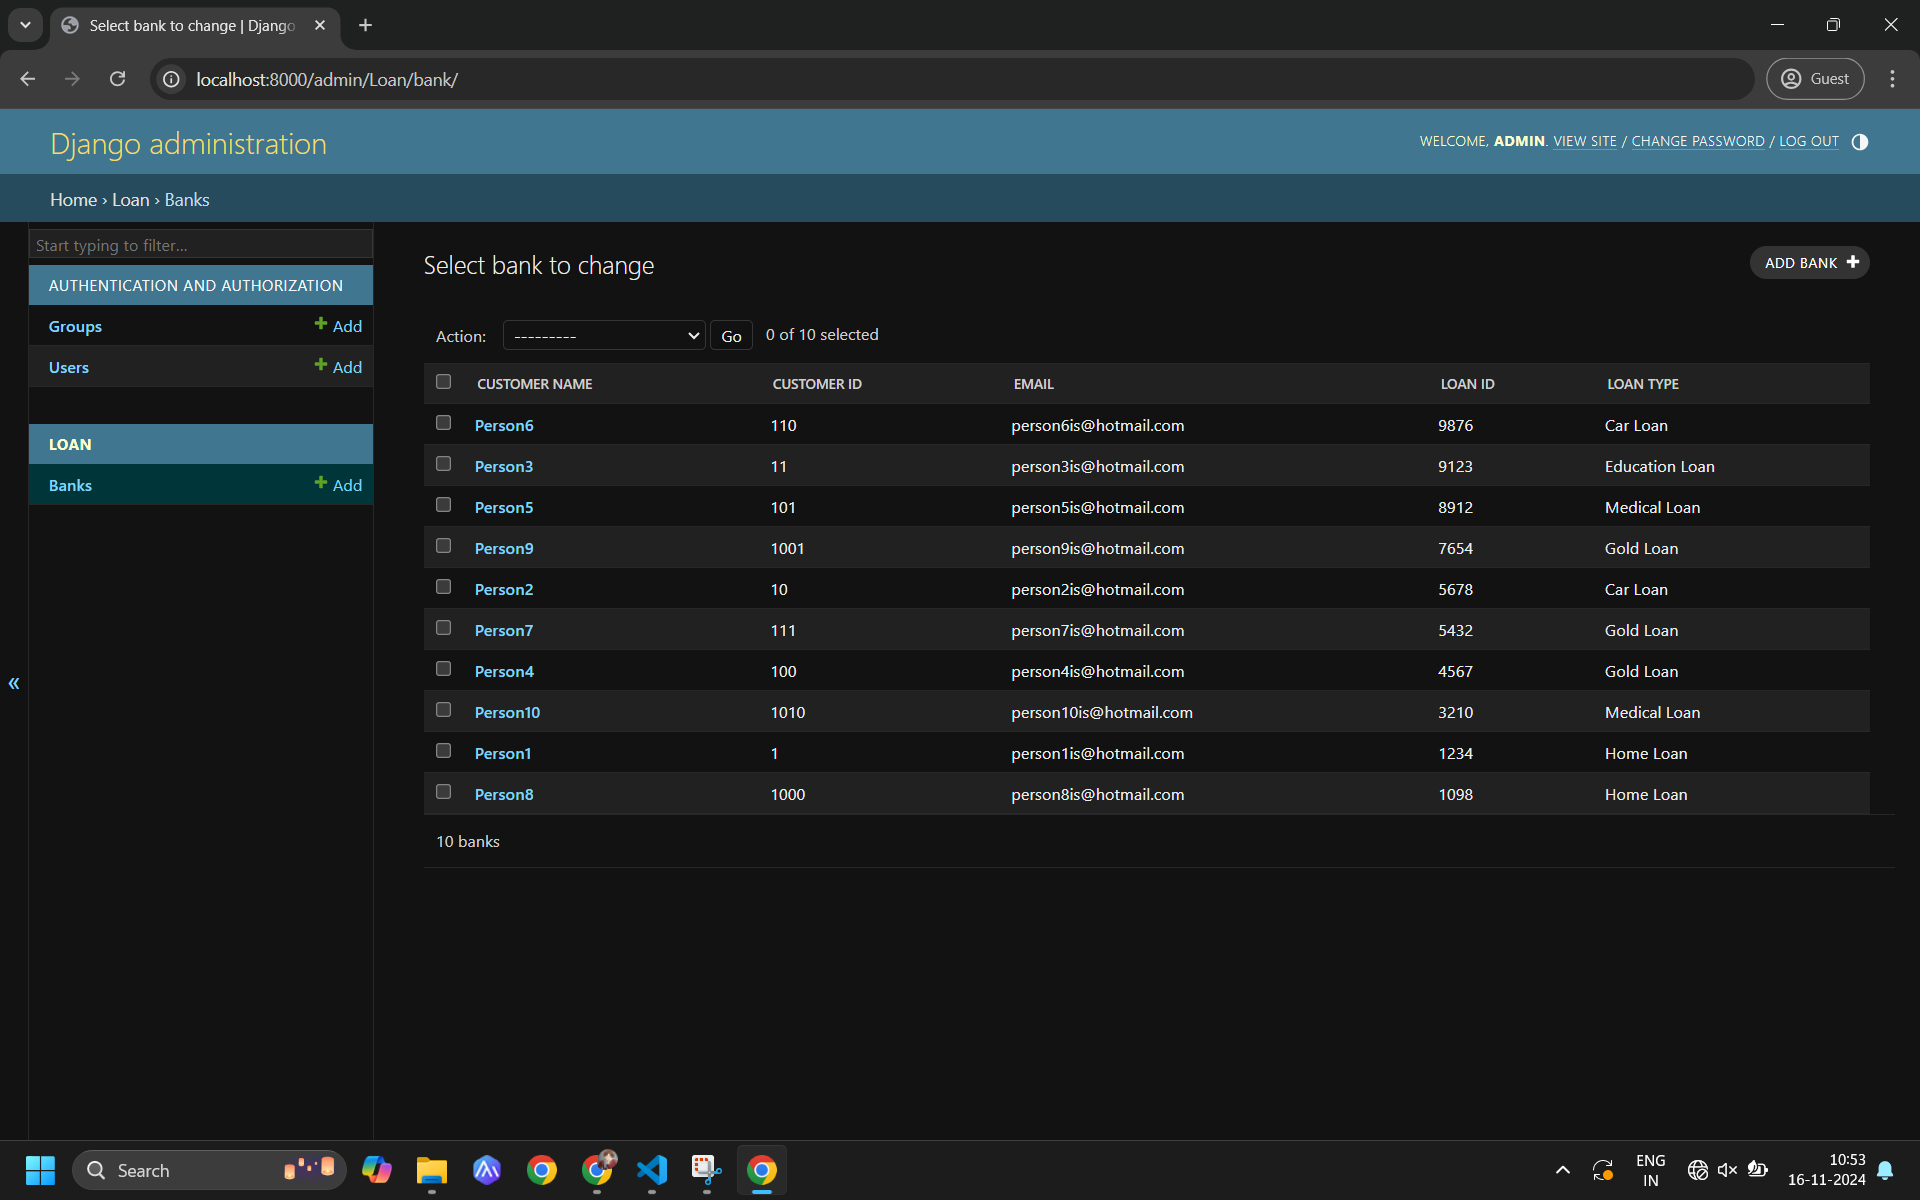 Select bank to change | Django
localhost:8000/admin/Loan/bank/
Guest
Django administration
WELCOME, ADMIN. VIEW SITE / CHANGE PASSWORD / LOG OUT
Home › Loan › Banks
Start typing to filter...
AUTHENTICATION AND AUTHORIZATION
Groups + Add
Users + Add
LOAN
Banks + Add
«
Select bank to change
ADD BANK +
Action: --------- Go 0 of 10 selected
CUSTOMER NAME CUSTOMER ID EMAIL LOAN ID LOAN TYPE
Person6 110 person6is@hotmail.com 9876 Car Loan
Person3 11 person3is@hotmail.com 9123 Education Loan
Person5 101 person5is@hotmail.com 8912 Medical Loan
Person9 1001 person9is@hotmail.com 7654 Gold Loan
Person2 10 person2is@hotmail.com 5678 Car Loan
Person7 111 person7is@hotmail.com 5432 Gold Loan
Person4 100 person4is@hotmail.com 4567 Gold Loan
Person10 1010 person10is@hotmail.com 3210 Medical Loan
Person1 1 person1is@hotmail.com 1234 Home Loan
Person8 1000 person8is@hotmail.com 1098 Home Loan
10 banks
Search
ENG
IN
10:53
16-11-2024